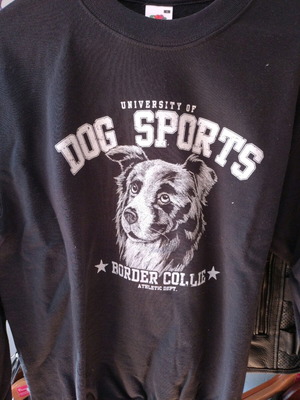 UNIVERSITY OF
DOG SPORTS
BORDER COLLIE
ATHLETIC DEPT.